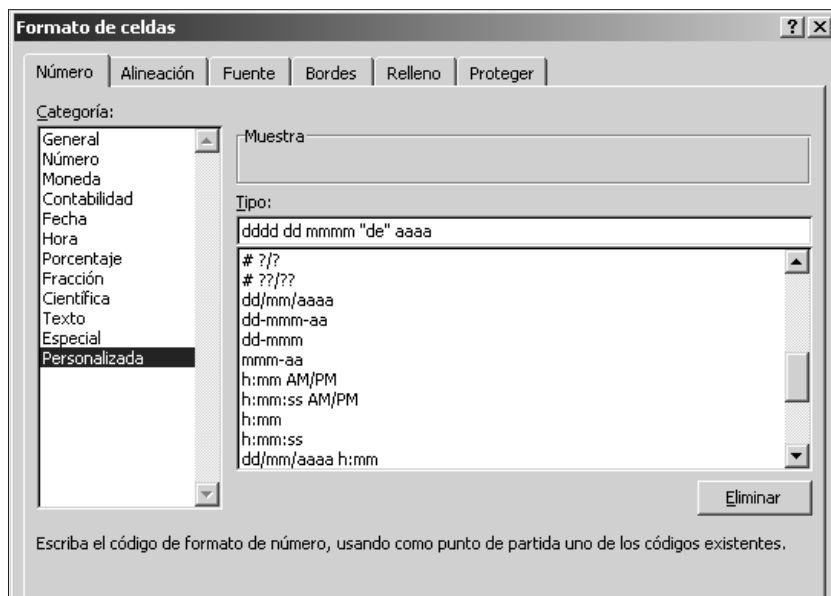 Formato de celdas
Número Alineación Fuente Bordes Relleno Proteger
Categoría:
General
Número
Moneda
Contabilidad
Fecha
Hora
Porcentaje
Fracción
Científica
Texto
Especial
Personalizada
Muestra
Tipo:
dddd dd mmmm "de" aaaa
# ?/?
# ??/??
dd/mm/aaaa
dd-mmm-aa
dd-mmm
mmm-aa
h:mm AM/PM
h:mm:ss AM/PM
h:mm
h:mm:ss
dd/mm/aaaa h:mm
Eliminar
Escriba el código de formato de número, usando como punto de partida uno de los códigos existentes.